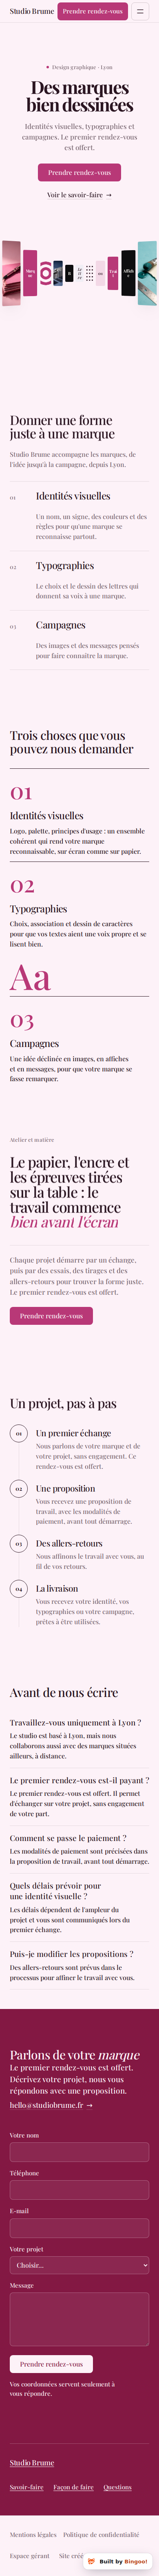 Studio Brume
Prendre rendez-vous
Design graphique · Lyon
Des marques
bien dessinées
Identités visuelles, typographies et
campagnes. Le premier rendez-vous
est offert.
Prendre rendez-vous
Voir le savoir-faire →
Donner une forme
juste à une marque
Studio Brume accompagne les marques, de
l'idée jusqu'à la campagne, depuis Lyon.
01
Identités visuelles
Un nom, un signe, des couleurs et des
règles pour qu'une marque se
reconnaisse partout.
02
Typographies
Le choix et le dessin des lettres qui
donnent sa voix à une marque.
03
Campagnes
Des images et des messages pensés
pour faire connaître la marque.
Trois choses que vous
pouvez nous demander
01
Identités visuelles
Logo, palette, principes d'usage : un ensemble
cohérent qui rend votre marque
reconnaissable, sur écran comme sur papier.
02
Typographies
Choix, association et dessin de caractères
pour que vos textes aient une voix propre et se
lisent bien.
Aa
03
Campagnes
Une idée déclinée en images, en affiches
et en messages, pour que votre marque se
fasse remarquer.
Atelier et matière
Le papier, l'encre et
les épreuves tirées
sur la table : le
travail commence
bien avant l'écran
Chaque projet démarre par un échange,
puis par des essais, des tirages et des
allers-retours pour trouver la forme juste.
Le premier rendez-vous est offert.
Prendre rendez-vous
Un projet, pas à pas
01
Un premier échange
Nous parlons de votre marque et de
votre projet, sans engagement. Ce
rendez-vous est offert.
02
Une proposition
Vous recevez une proposition de
travail, avec les modalités de
paiement, avant tout démarrage.
03
Des allers-retours
Nous affinons le travail avec vous, au
fil de vos retours.
04
La livraison
Vous recevez votre identité, vos
typographies ou votre campagne,
prêtes à être utilisées.
Avant de nous écrire
Travaillez-vous uniquement à Lyon ?
Le studio est basé à Lyon, mais nous
collaborons aussi avec des marques situées
ailleurs, à distance.
Le premier rendez-vous est-il payant ?
Le premier rendez-vous est offert. Il permet
d'échanger sur votre projet, sans engagement
de votre part.
Comment se passe le paiement ?
Les modalités de paiement sont précisées dans
la proposition de travail, avant tout démarrage.
Quels délais prévoir pour
une identité visuelle ?
Les délais dépendent de l'ampleur du
projet et vous sont communiqués lors du
premier échange.
Puis-je modifier les propositions ?
Des allers-retours sont prévus dans le
processus pour affiner le travail avec vous.
Parlons de votre marque
Le premier rendez-vous est offert.
Décrivez votre projet, nous vous
répondons avec une proposition.
hello@studiobrume.fr →
Votre nom
Téléphone
E-mail
Votre projet
Choisir...
Message
Prendre rendez-vous
Vos coordonnées servent seulement à
vous répondre.
Studio Brume
Savoir-faire Façon de faire Questions
Mentions légales Politique de confidentialité
Espace gérant Site créé
Built by Bingoo!